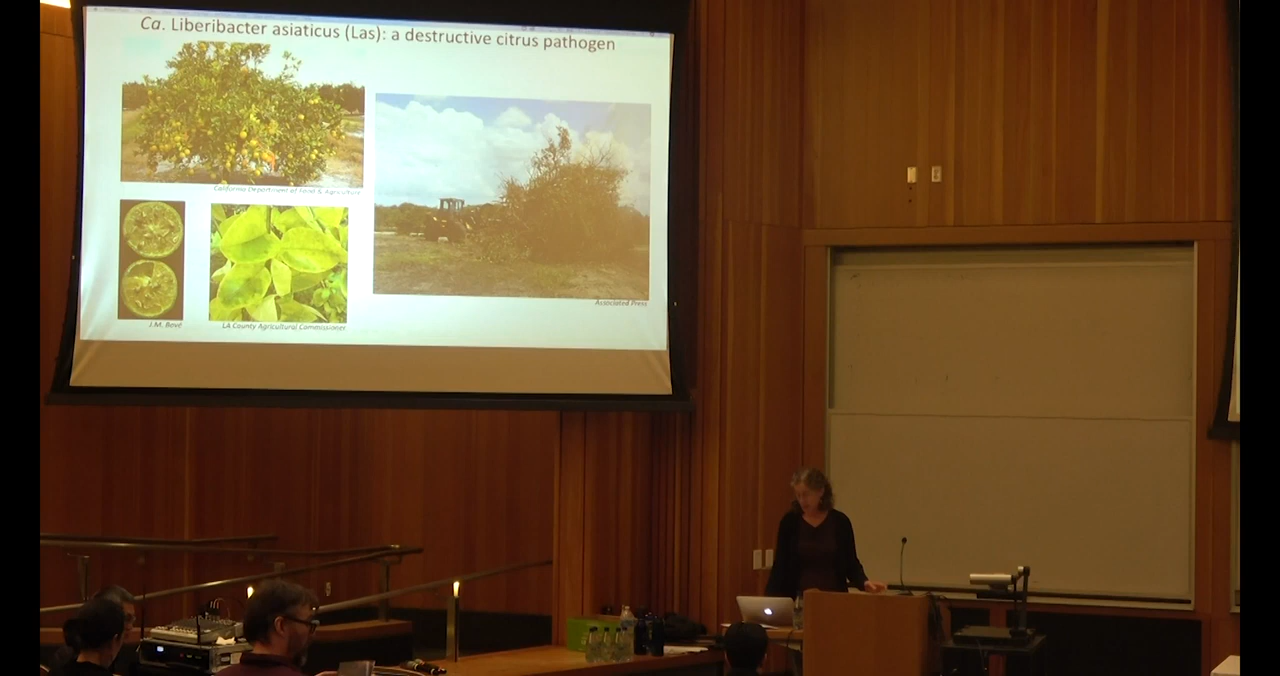 Ca. Liberibacter asiaticus (Las): a destructive citrus pathogen
California Department of Food & Agriculture
Associated Press
J.M. Bové
LA County Agricultural Commissioner